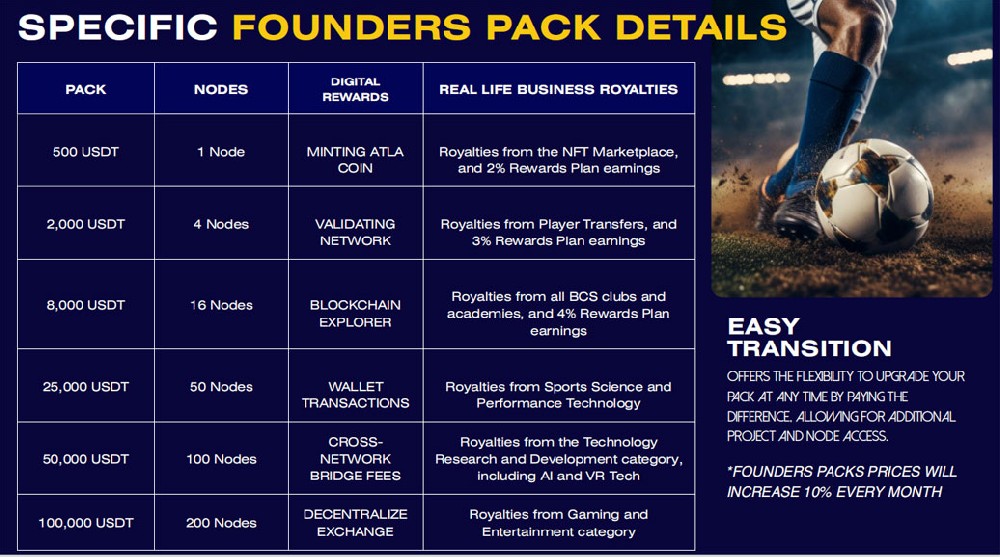 SPECIFIC FOUNDERS PACK DETAILS
PACK
NODES
DIGITAL
REWARDS
REAL LIFE BUSINESS ROYALTIES
500 USDT
1 Node
MINTING ATLA
COIN
Royalties from the NFT Marketplace,
and 2% Rewards Plan earnings
2,000 USDT
4 Nodes
VALIDATING
NETWORK
Royalties from Player Transfers, and
3% Rewards Plan earnings
8,000 USDT
16 Nodes
BLOCKCHAIN
EXPLORER
Royalties from all BCS clubs and
academies, and 4% Rewards Plan
earnings
25,000 USDT
50 Nodes
WALLET
TRANSACTIONS
Royalties from Sports Science and
Performance Technology
50,000 USDT
100 Nodes
CROSS-
NETWORK
BRIDGE FEES
Royalties from the Technology
Research and Development category,
including AI and VR Tech
100,000 USDT
200 Nodes
DECENTRALIZE
EXCHANGE
Royalties from Gaming and
Entertainment category
EASY
TRANSITION
OFFERS THE FLEXIBILITY TO UPGRADE YOUR
PACK AT ANY TIME BY PAYING THE
DIFFERENCE, ALLOWING FOR ADDITIONAL
PROJECT AND NODE ACCESS.
*FOUNDERS PACKS PRICES WILL
INCREASE 10% EVERY MONTH